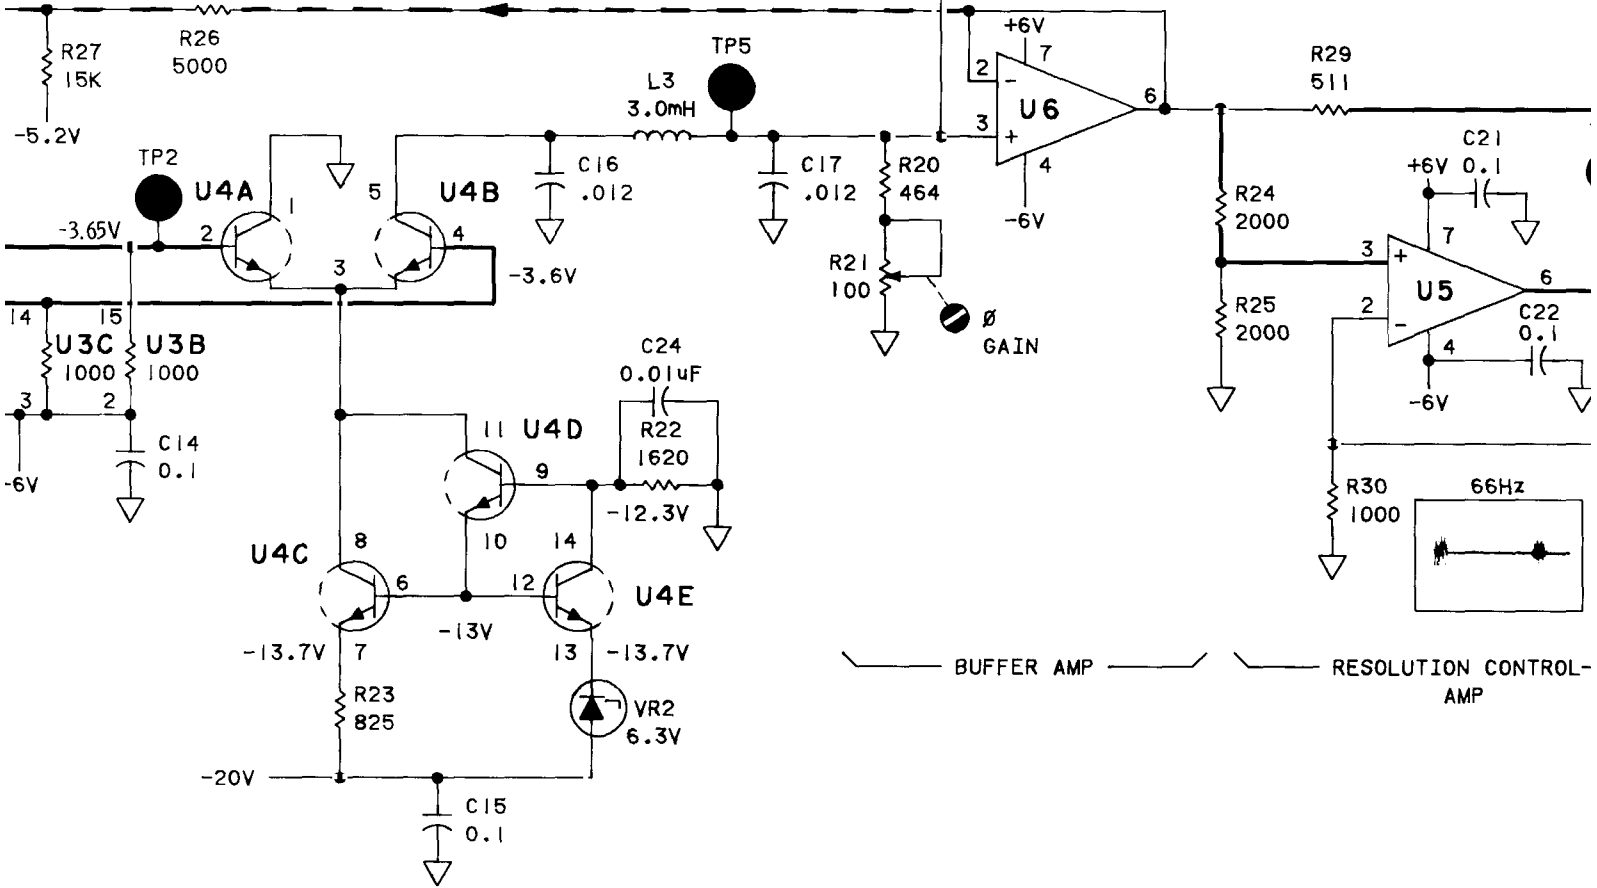 R27
15K
-5.2V
R26
5000
TP2
-3.65V
U4A
1
2
5
U4B
4
-3.6V
3
14
15
U3C
1000
U3B
1000
3
2
-6V
C14
0.1
L3
3.0mH
TP5
C16
.012
C17
.012
R20
464
R21
100
Ø
GAIN
+6V
7
2
-
U6
6
3
+
4
-6V
R29
511
C21
0.1
+6V
R24
2000
7
3
+
U5
6
2
-
4
-6V
C22
0.1
R25
2000
R30
1000
66Hz
C24
0.01uF
R22
1620
11
U4D
9
-12.3V
10
14
8
U4C
6
12
U4E
-13V
-13.7V
7
13
-13.7V
R23
825
VR2
6.3V
-20V
C15
0.1
BUFFER AMP
RESOLUTION CONTROL-
AMP